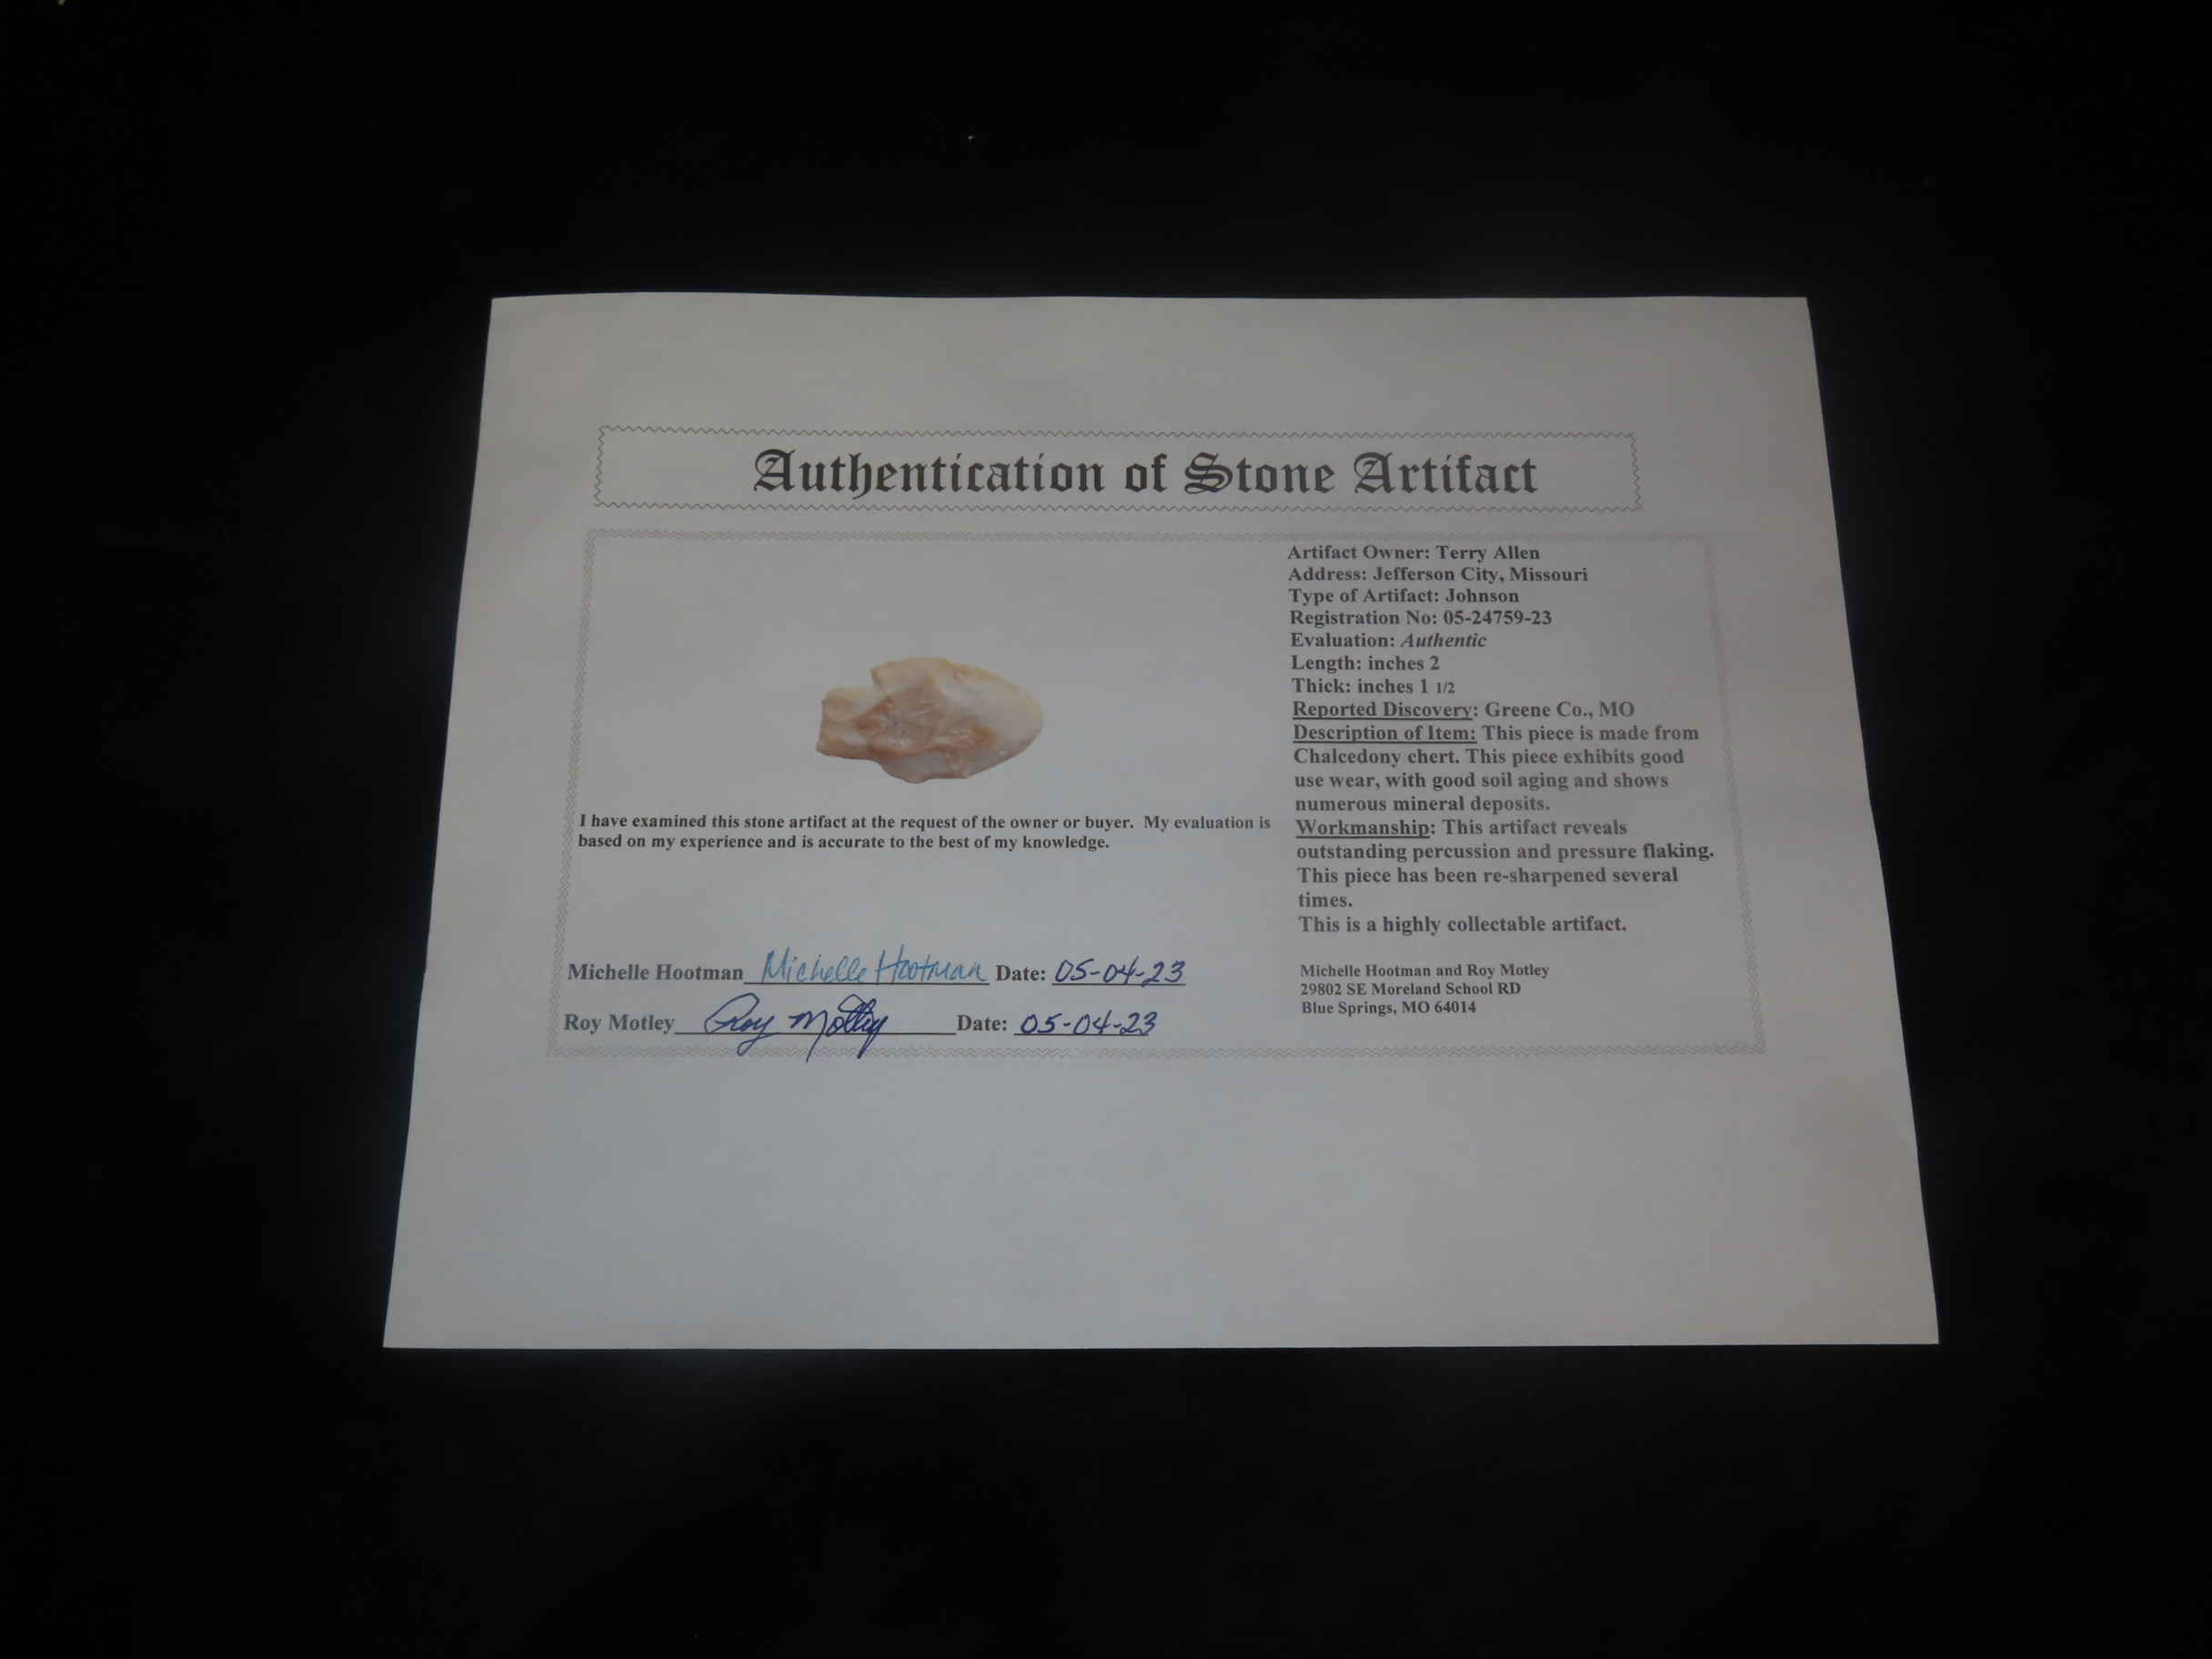 Authentication of Stone Artifact
Artifact Owner: Terry Allen
Address: Jefferson City, Missouri
Type of Artifact: Johnson
Registration No: 05-24759-23
Evaluation: Authentic
Length: inches 2
Thick: inches 1 1/2
Reported Discovery: Greene Co., MO
Description of Item: This piece is made from
Chalcedony chert. This piece exhibits good
use wear, with good soil aging and shows
numerous mineral deposits.
Workmanship: This artifact reveals
outstanding percussion and pressure flaking.
This piece has been re-sharpened several
times.
This is a highly collectable artifact.
I have examined this stone artifact at the request of the owner or buyer. My evaluation is
based on my experience and is accurate to the best of my knowledge.
Michelle Hootman Michelle Hootman Date: 05-04-23
Roy Motley Roy Motley Date: 05-04-23
Michelle Hootman and Roy Motley
29802 SE Moreland School RD
Blue Springs, MO 64014